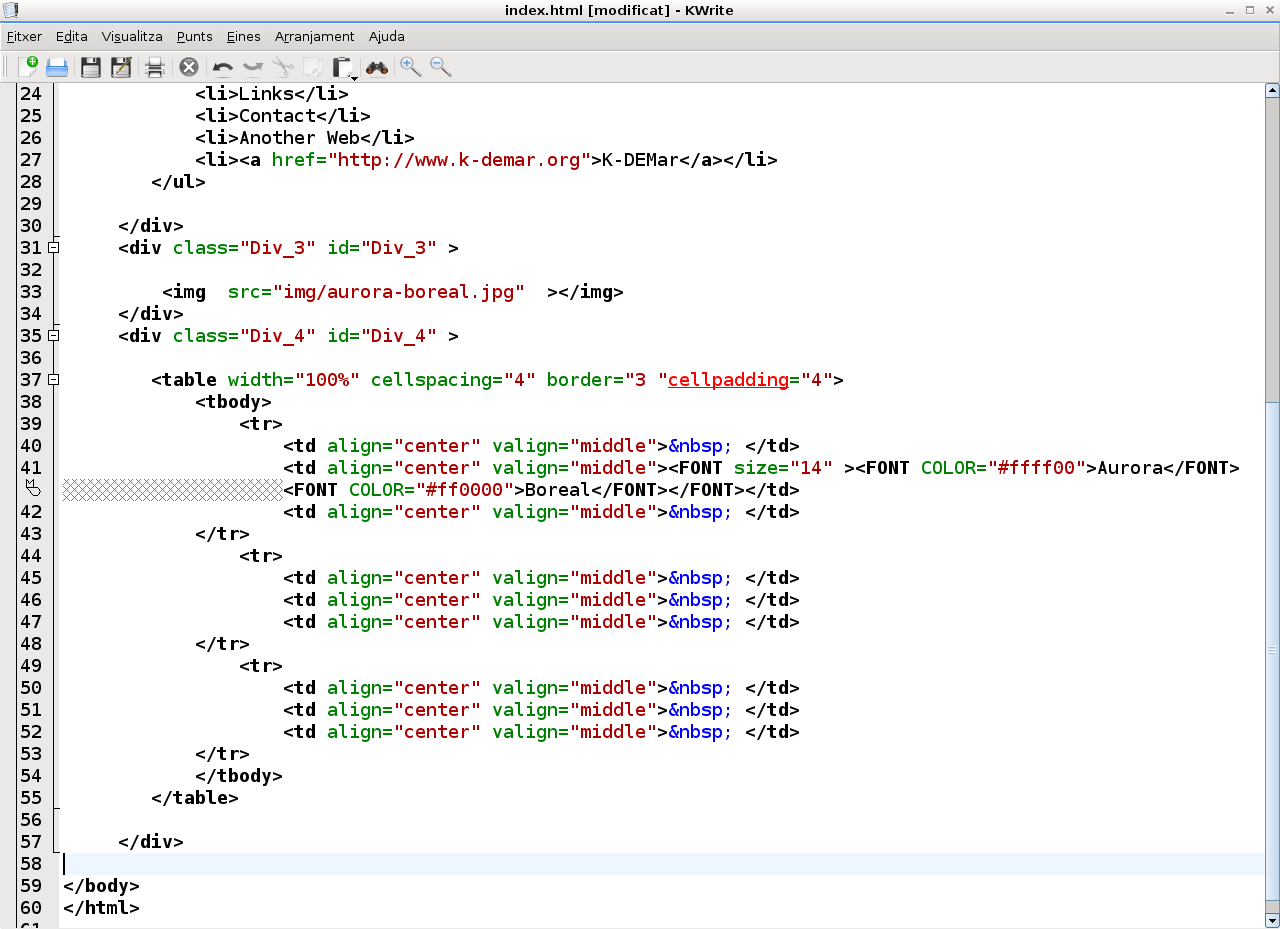 index.html [modificat] - KWrite
Fitxer Edita Visualitza Punts Eines Arranjament Ajuda
24 <li>Links</li>
25 <li>Contact</li>
26 <li>Another Web</li>
27 <li><a href="http://www.k-demar.org">K-DEMar</a></li>
28 </ul>
29
30 </div>
31 <div class="Div_3" id="Div_3" >
32
33 <img  src="img/aurora-boreal.jpg"  ></img>
34 </div>
35 <div class="Div_4" id="Div_4" >
36
37 <table width="100%" cellspacing="4" border="3 "cellpadding="4">
38 <tbody>
39 <tr>
40 <td align="center" valign="middle">&nbsp; </td>
41 <td align="center" valign="middle"><FONT size="14" ><FONT COLOR="#ffff00">Aurora</FONT>
<FONT COLOR="#ff0000">Boreal</FONT></FONT></td>
42 <td align="center" valign="middle">&nbsp; </td>
43 </tr>
44 <tr>
45 <td align="center" valign="middle">&nbsp; </td>
46 <td align="center" valign="middle">&nbsp; </td>
47 <td align="center" valign="middle">&nbsp; </td>
48 </tr>
49 <tr>
50 <td align="center" valign="middle">&nbsp; </td>
51 <td align="center" valign="middle">&nbsp; </td>
52 <td align="center" valign="middle">&nbsp; </td>
53 </tr>
54 </tbody>
55 </table>
56
57 </div>
58
59 </body>
60 </html>
61